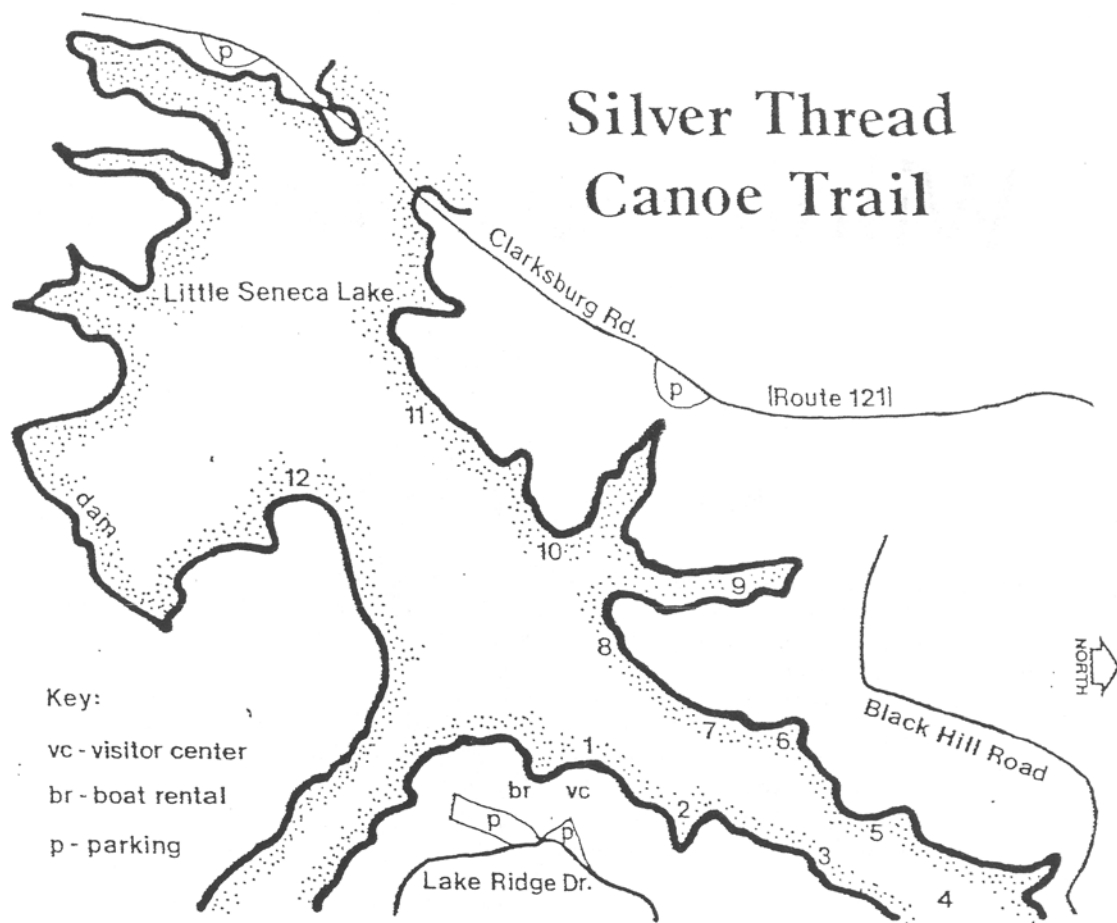 p
Silver Thread
Canoe Trail
Clarksburg Rd.
Little Seneca Lake
p
[Route 121]
11
12
dam
10
9
8
NORTH
Key:
7
6
Black Hill Road
vc - visitor center
1
br - boat rental
br
vc
2
p - parking
p
p
5
3
Lake Ridge Dr.
4